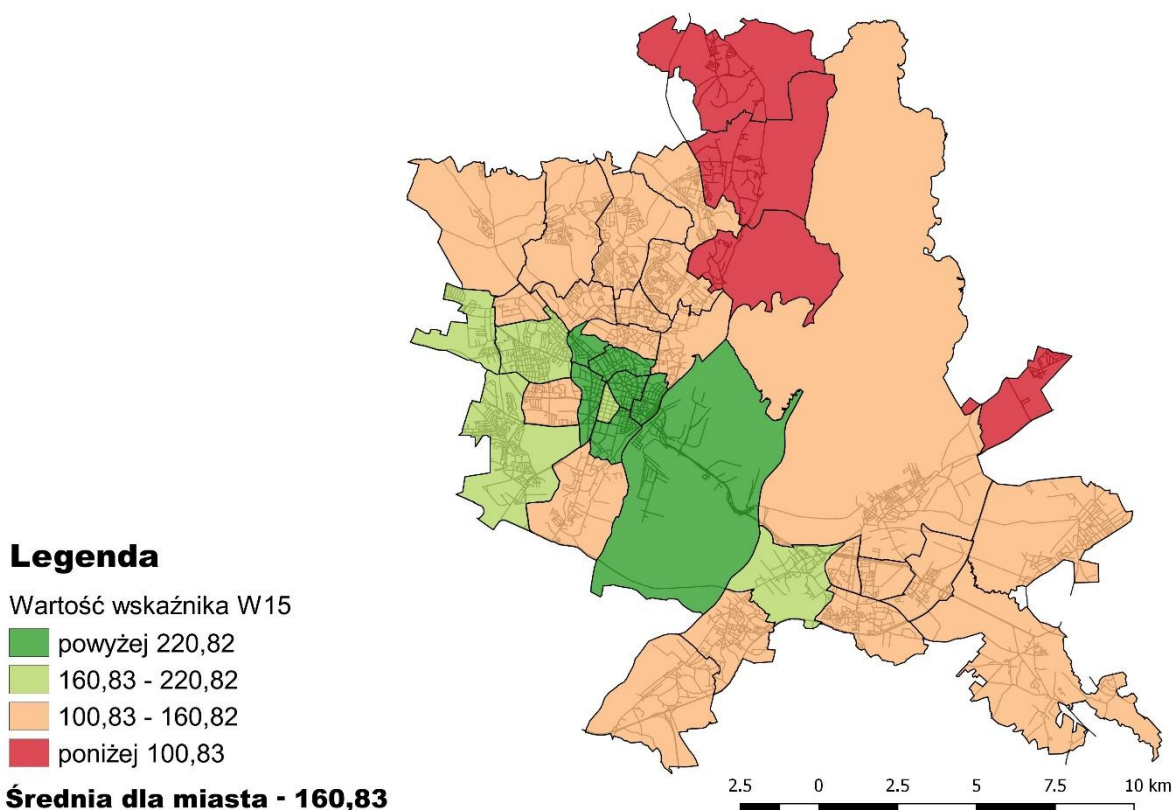 Legenda
Wartość wskaźnika W15
powyżej 220,82
160,83 - 220,82
100,83 - 160,82
poniżej 100,83
Średnia dla miasta - 160,83
2.5 0 2.5 5 7.5 10 km